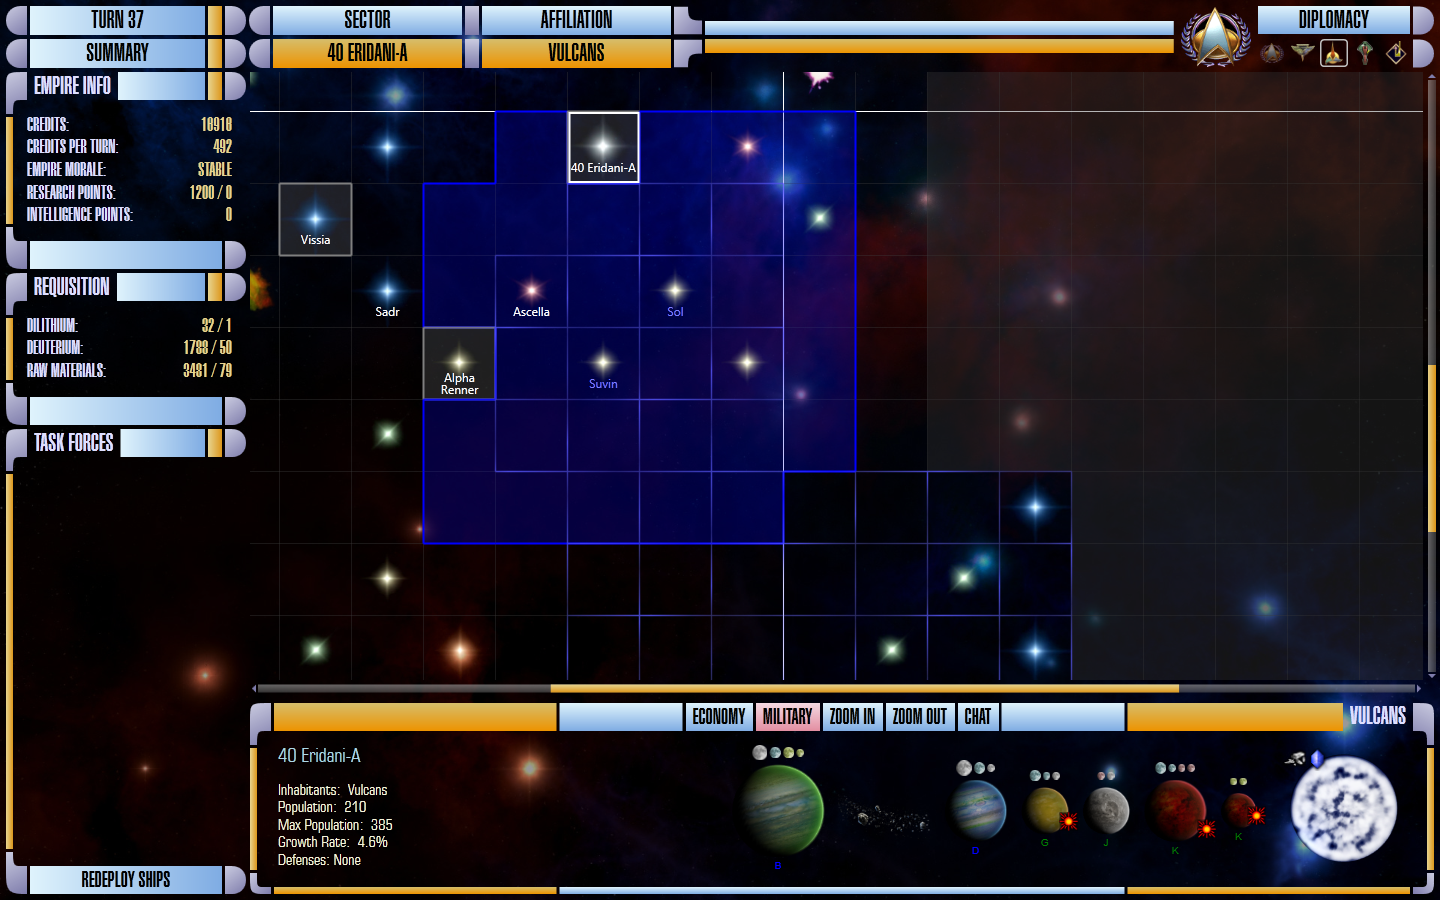 TURN 37
SECTOR
AFFILIATION
DIPLOMACY
SUMMARY
40 ERIDANI-A
VULCANS
EMPIRE INFO
CREDITS: 10918
CREDITS PER TURN: 492
EMPIRE MORALE: STABLE
RESEARCH POINTS: 1200 / 0
INTELLIGENCE POINTS: 0
REQUISITION
DILITHIUM: 32 / 1
DEUTERIUM: 1788 / 50
RAW MATERIALS: 3481 / 79
TASK FORCES
REDEPLOY SHIPS
40 Eridani-A
Vissia
Sadr
Ascella
Sol
Alpha
Renner
Suvin
ECONOMY
MILITARY
ZOOM IN
ZOOM OUT
CHAT
VULCANS
40 Eridani-A
Inhabitants: Vulcans
Population: 210
Max Population: 385
Growth Rate: 4.6%
Defenses: None
B
D
G
J
K
K